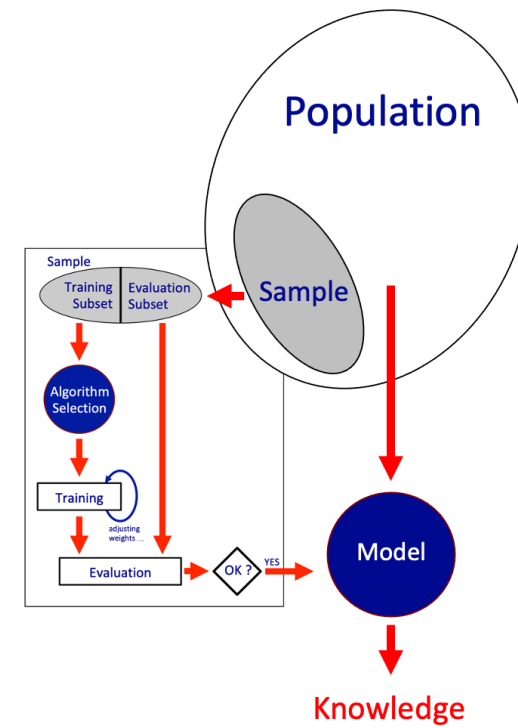 Population
Sample
Sample
Training
Subset
Evaluation
Subset
Algorithm
Selection
Training
adjusting
weights ...
Evaluation
OK ?
YES
Model
Knowledge